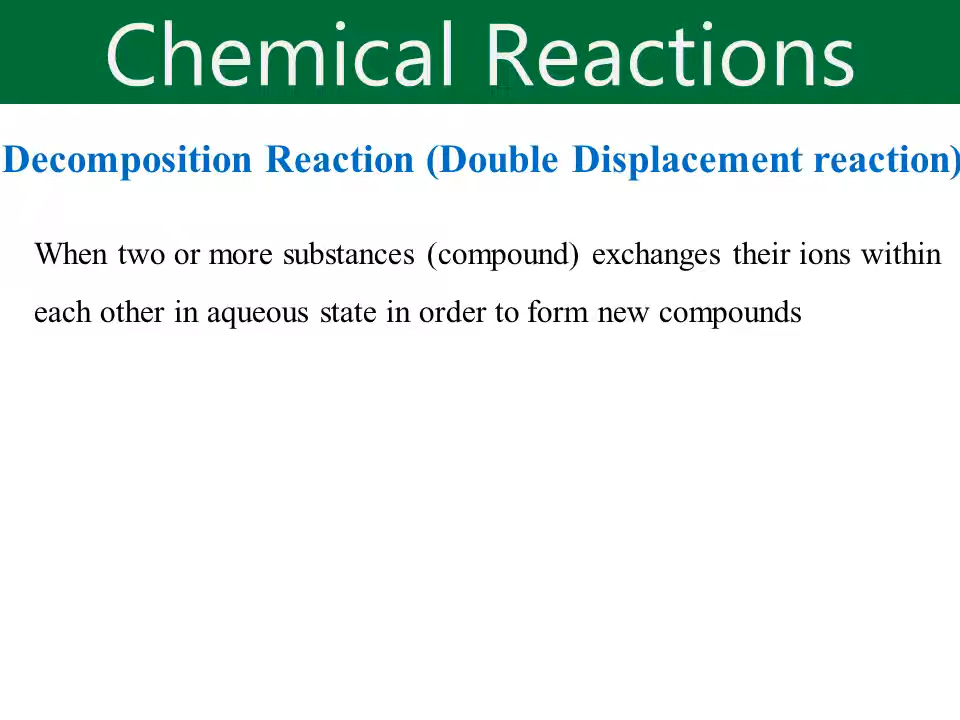 Chemical Reactions
Decomposition Reaction (Double Displacement reaction)
When two or more substances (compound) exchanges their ions within
each other in aqueous state in order to form new compounds